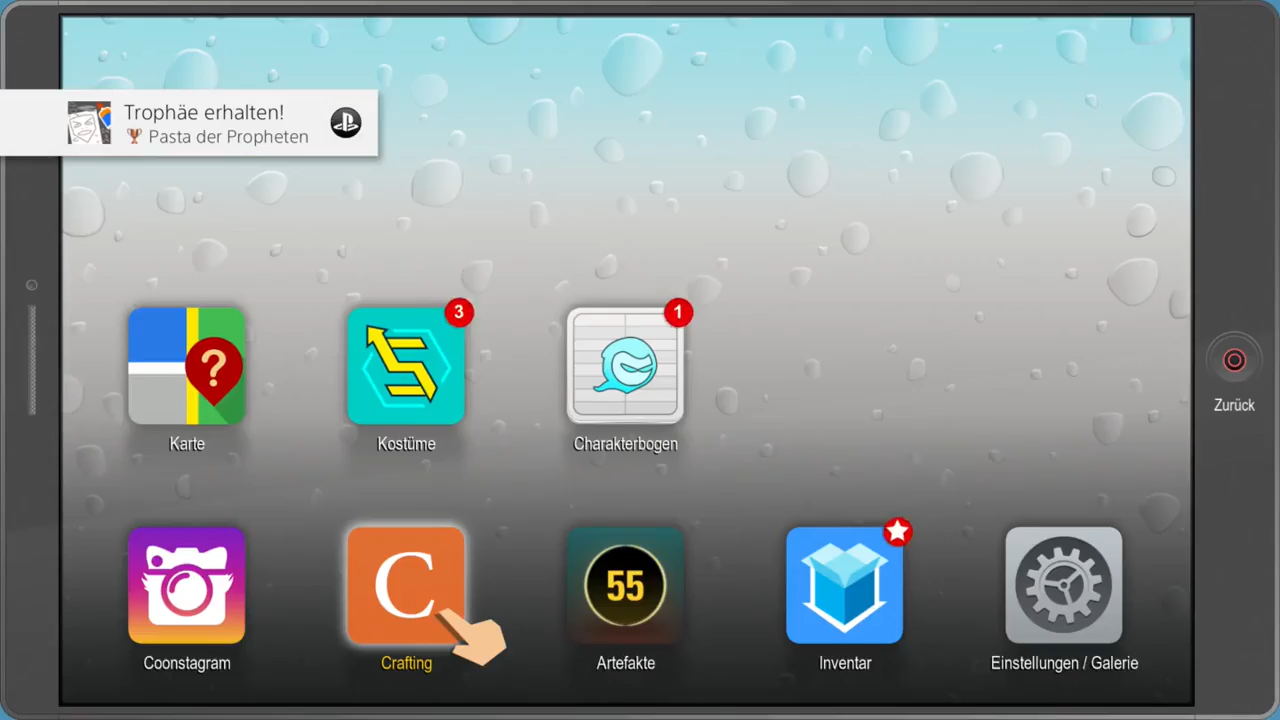 Trophäe erhalten!
Pasta der Propheten
?
3
1
Karte
Kostüme
Charakterbogen
Zurück
C
55
Coonstagram
Crafting
Artefakte
Inventar
Einstellungen / Galerie